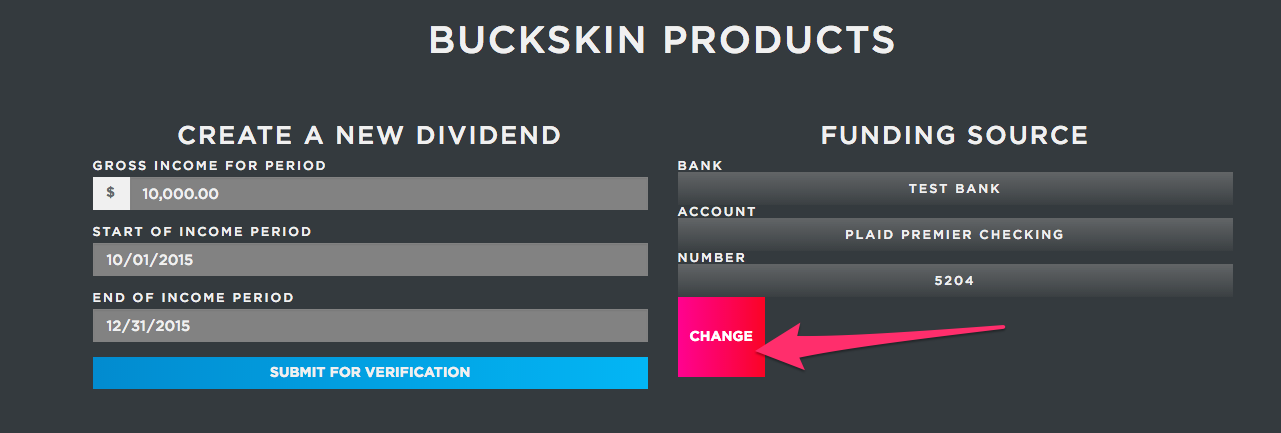 BUCKSKIN PRODUCTS
CREATE A NEW DIVIDEND
GROSS INCOME FOR PERIOD
$ 10,000.00
START OF INCOME PERIOD
10/01/2015
END OF INCOME PERIOD
12/31/2015
SUBMIT FOR VERIFICATION
FUNDING SOURCE
BANK
TEST BANK
ACCOUNT
PLAID PREMIER CHECKING
NUMBER
5204
CHANGE